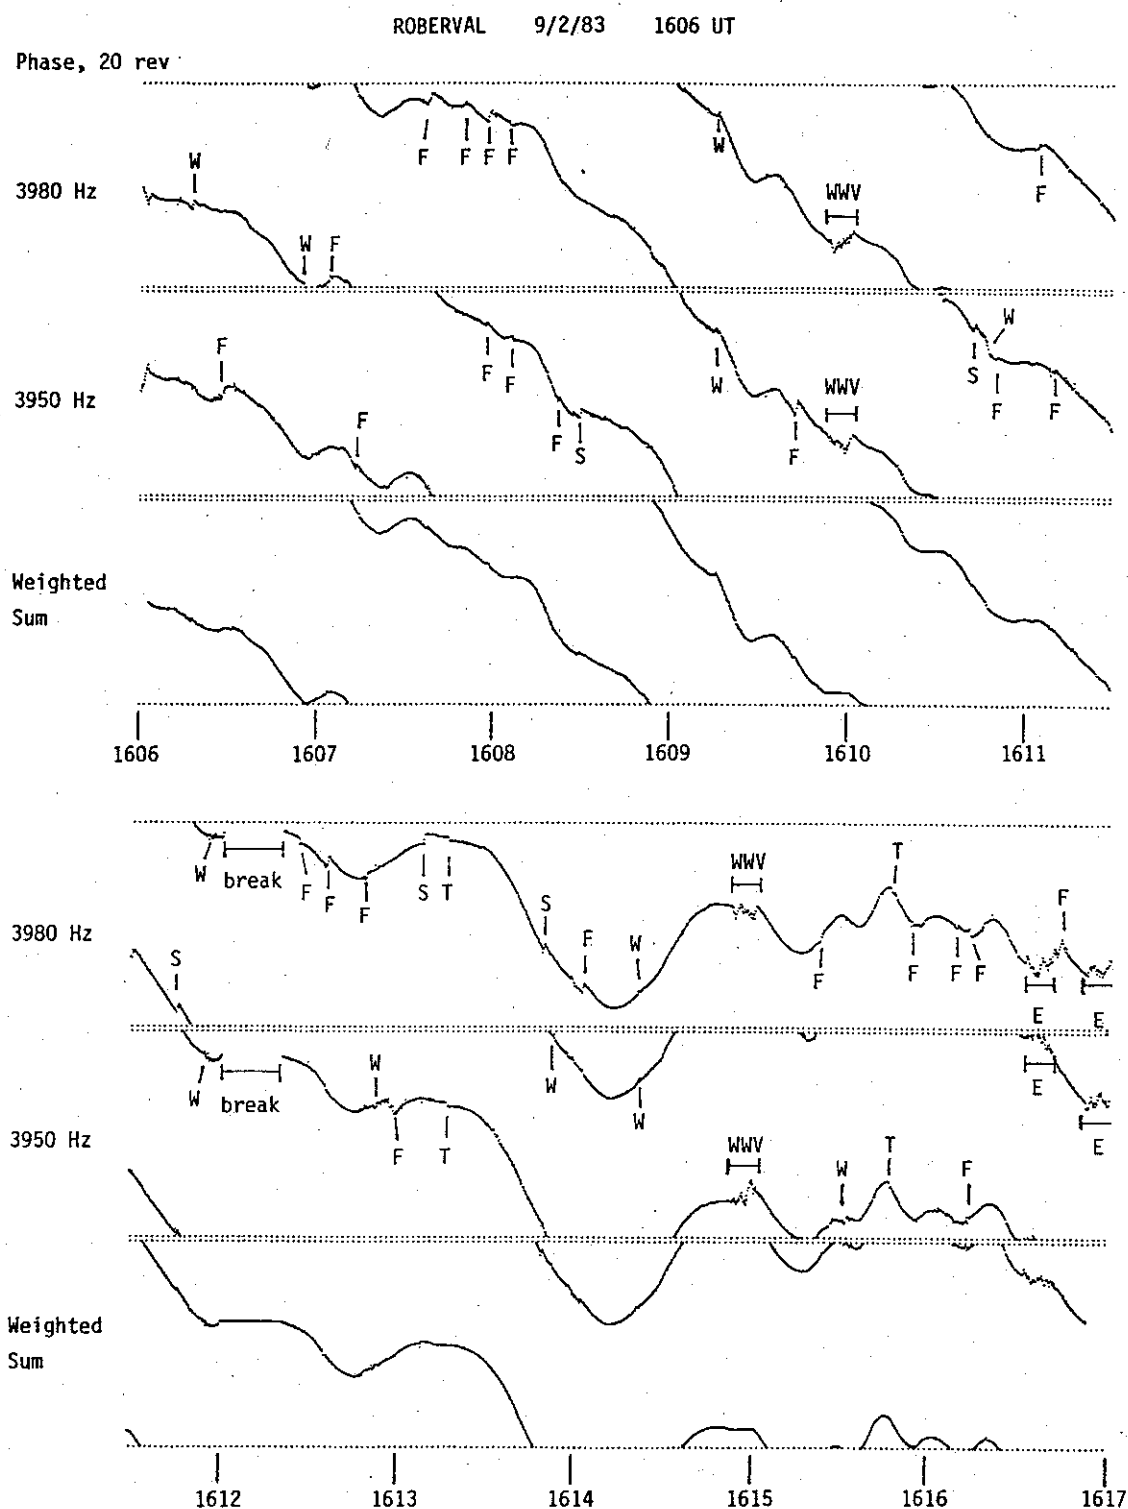 ROBERVAL 9/2/83 1606 UT
Phase, 20 rev
W
F F F F
W
WWV
3980 Hz
F
W F
W
F
W
F F
S
WWV
3950 Hz
F
W
F
F
F S
F
Weighted
Sum
1606 1607 1608 1609 1610 1611
W
break
F
F
F
S T
WWV
T
S
F
W
F
3980 Hz
S
F
F
F F
E
E
W
break
W
W
W
E
3950 Hz
F
T
WWV
W
T
F
E
Weighted
Sum
1612 1613 1614 1615 1616 1617